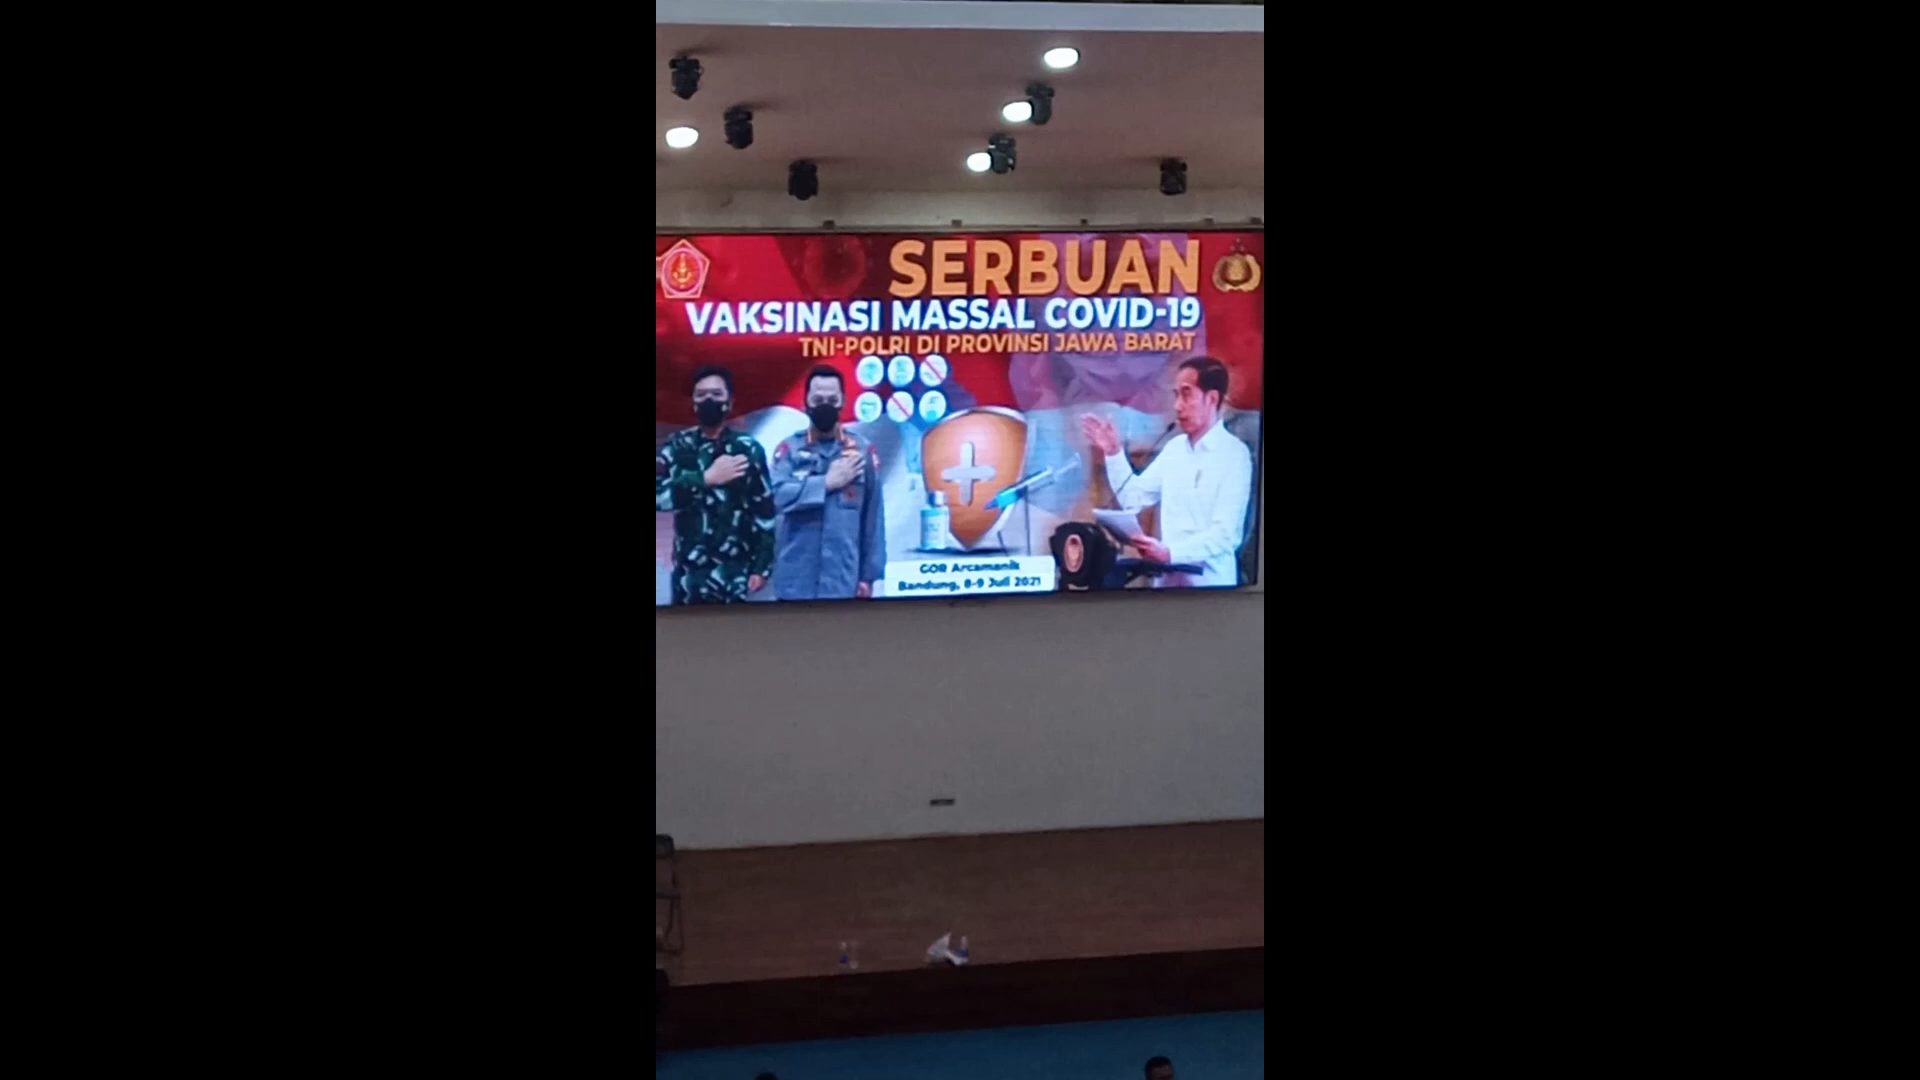 SERBUAN
VAKSINASI MASSAL COVID-19
TNI-POLRI DI PROVINSI JAWA BARAT
GOR Arcamanik
Bandung, 8-9 Juli 2021